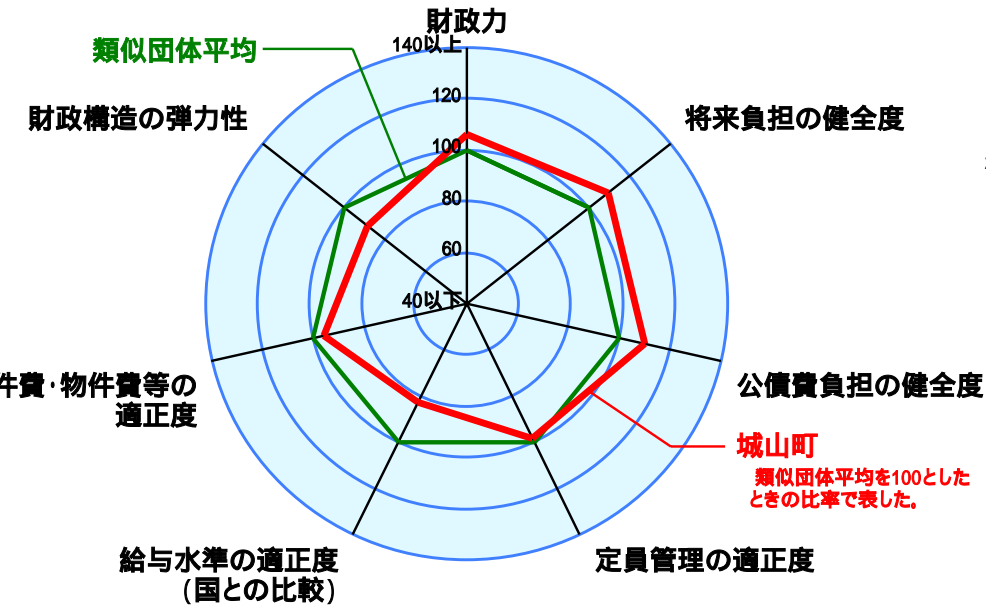 財政力
140以上
類似団体平均
120
財政構造の弾力性
将来負担の健全度
100
80
60
40以下
件費・物件費等の
適正度
公債費負担の健全度
城山町
類似団体平均を100とした
ときの比率で表した。
給与水準の適正度
(国との比較)
定員管理の適正度